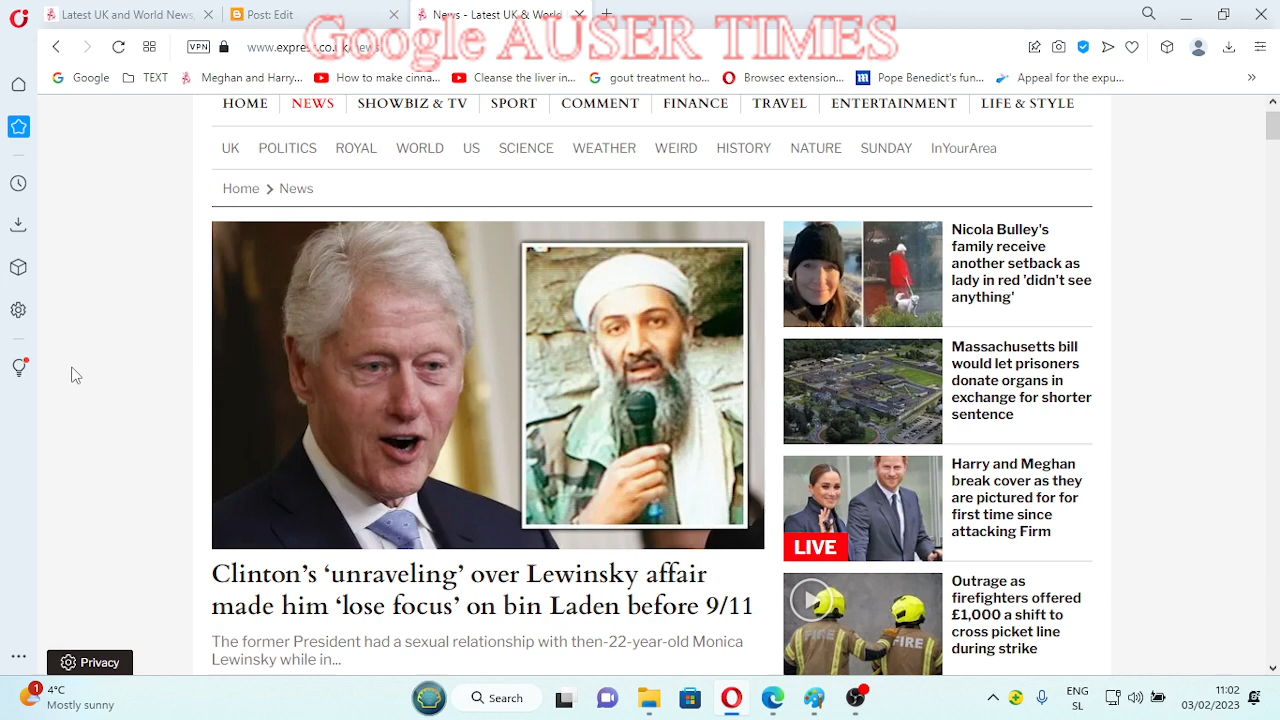 Latest UK and World News
Post: Edit
News - Latest UK & World
Google AUSER TIMES
VPN
Google
TEXT
Meghan and Harry...
How to make cinna...
Cleanse the liver in...
gout treatment ho...
Browsec extension...
Pope Benedict's fun...
Appeal for the expu...
HOME
NEWS
SHOWBIZ & TV
SPORT
COMMENT
FINANCE
TRAVEL
ENTERTAINMENT
LIFE & STYLE
UK
POLITICS
ROYAL
WORLD
US
SCIENCE
WEATHER
WEIRD
HISTORY
NATURE
SUNDAY
InYourArea
Home
News
Clinton's 'unraveling' over Lewinsky affair
made him 'lose focus' on bin Laden before 9/11
The former President had a sexual relationship with then-22-year-old Monica
Lewinsky while in...
Nicola Bulley's
family receive
another setback as
lady in red 'didn't see
anything'
Massachusetts bill
would let prisoners
donate organs in
exchange for shorter
sentence
LIVE
Harry and Meghan
break cover as they
are pictured for for
first time since
attacking Firm
FIRE
FIRE
Outrage as
firefighters offered
£1,000 a shift to
cross picket line
during strike
Privacy
1
4°C
Mostly sunny
Search
ENG
SL
11:02
03/02/2023